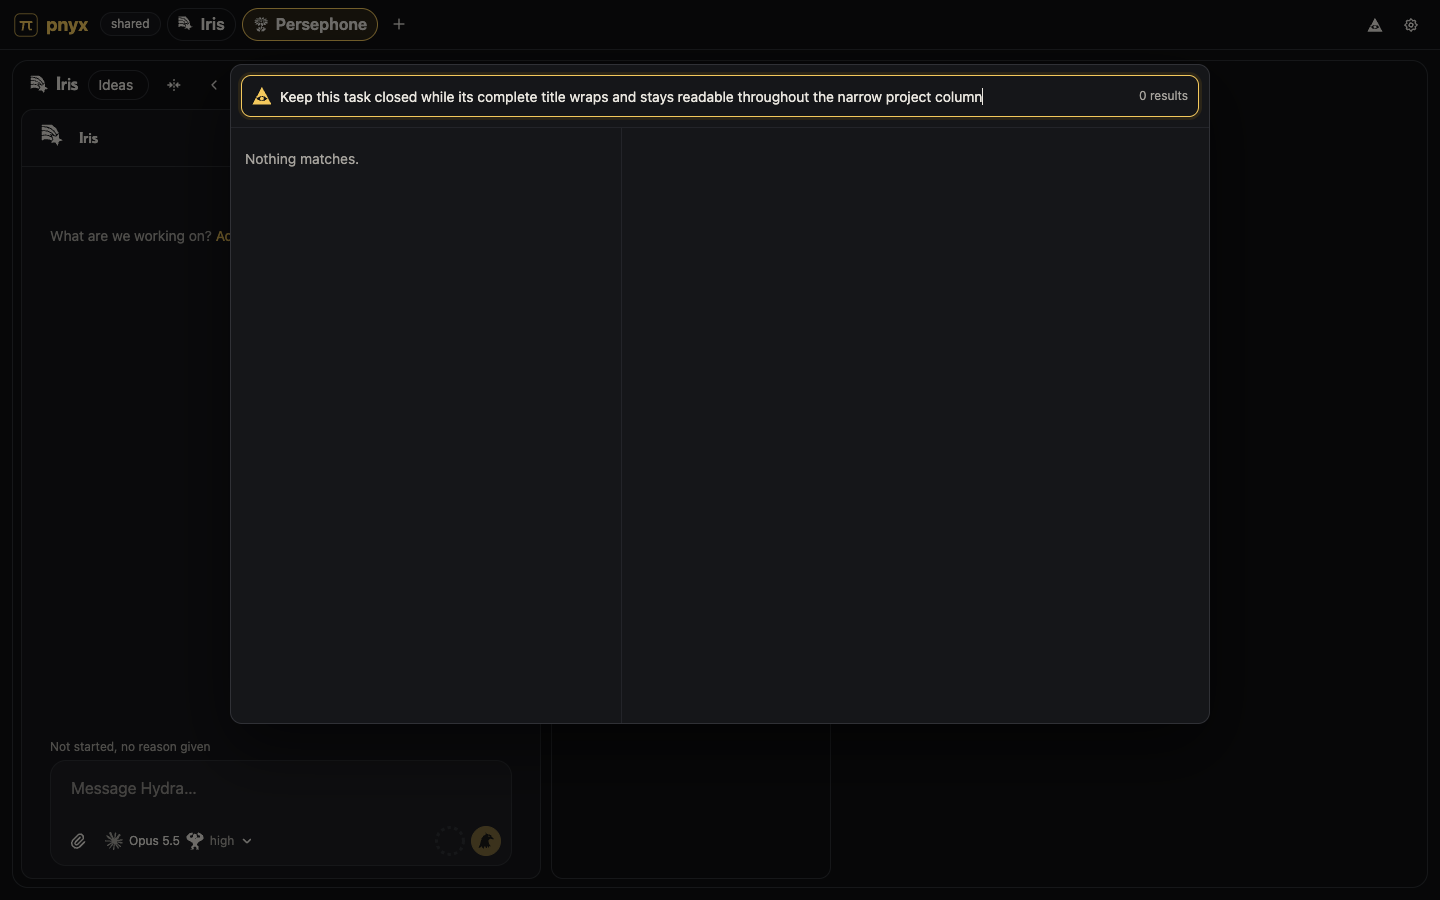 pnyx shared Iris Persephone +
Iris Ideas
Keep this task closed while its complete title wraps and stays readable throughout the narrow project column 0 results
Iris
Nothing matches.
What are we working on?
Not started, no reason given
Message Hydra...
Opus 5.5 high